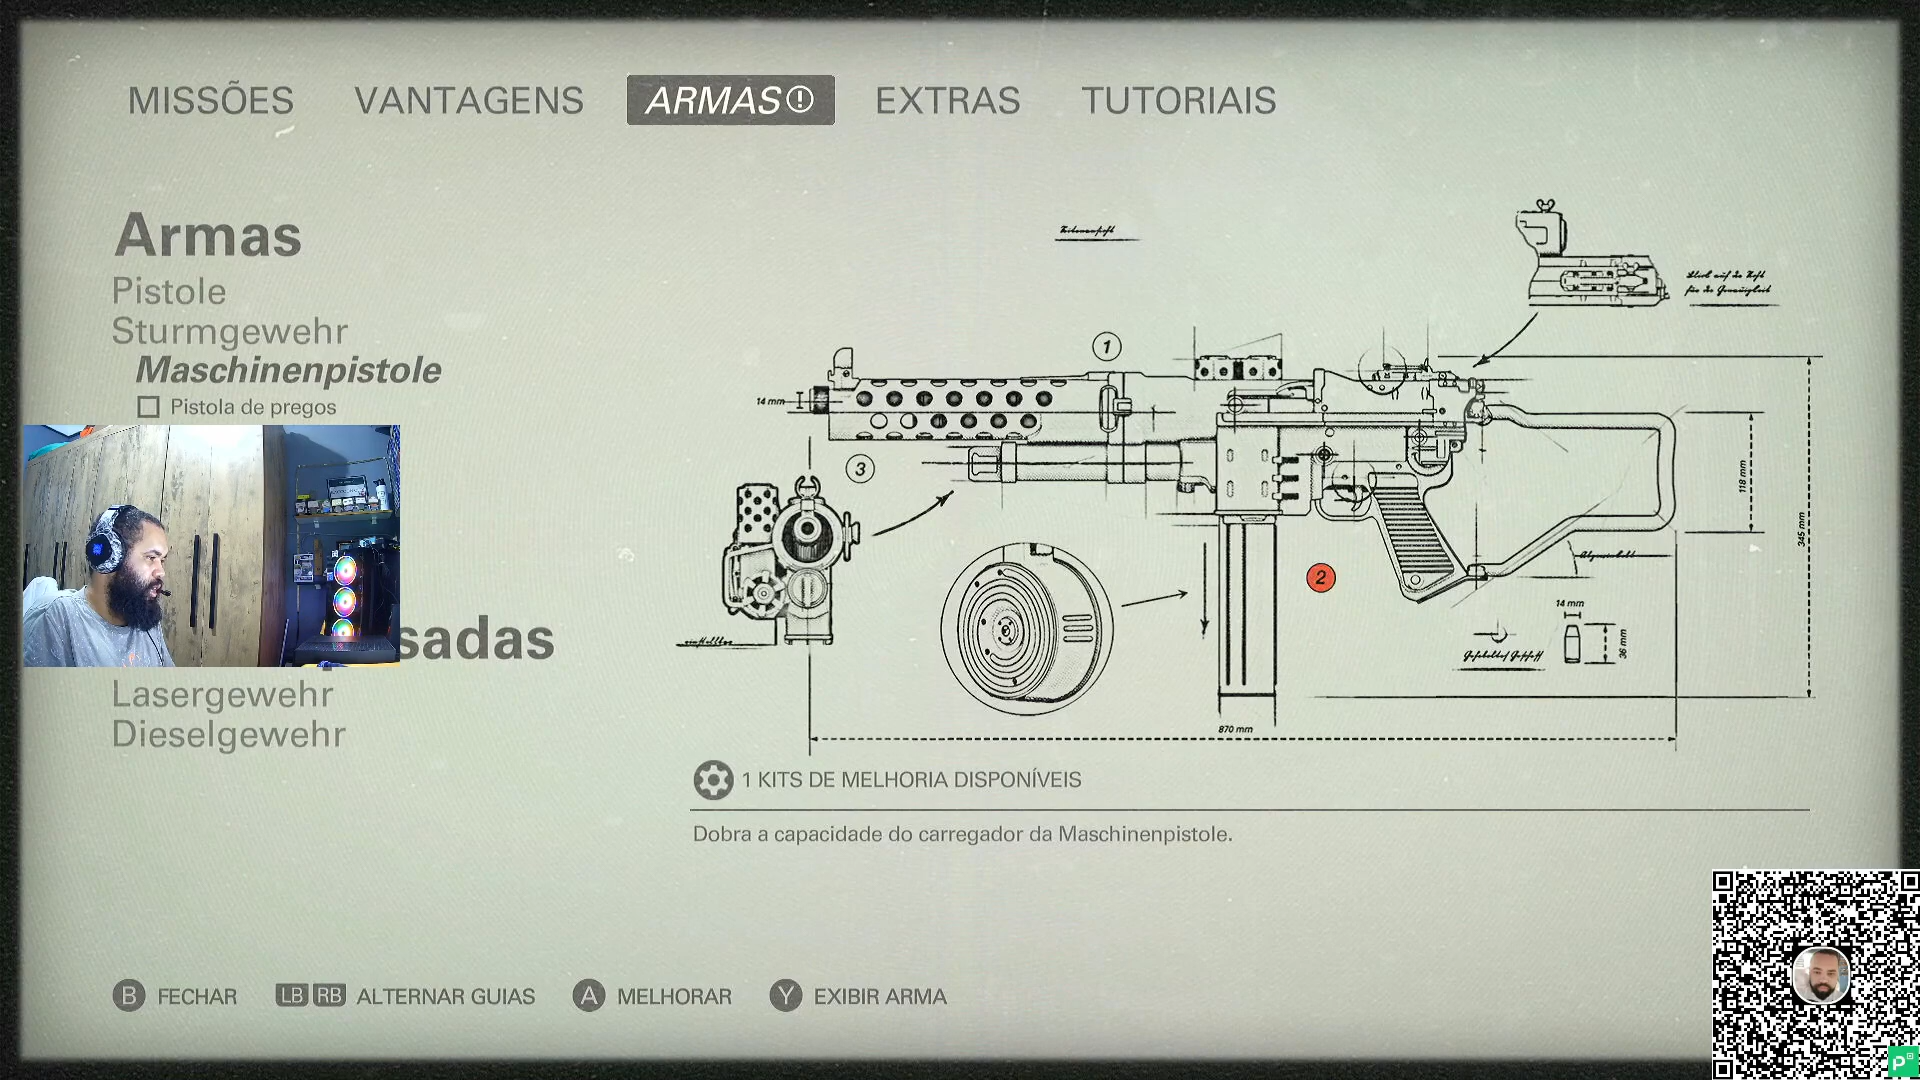 MISSÕES VANTAGENS ARMAS EXTRAS TUTORIAIS
Armas
Pistole
Sturmgewehr
Maschinenpistole
Pistola de pregos
sadas
Lasergewehr
Dieselgewehr
1
14 mm
3
2
118 mm
345 mm
14 mm
36 mm
870 mm
1 KITS DE MELHORIA DISPONÍVEIS
Dobra a capacidade do carregador da Maschinenpistole.
B FECHAR LB RB ALTERNAR GUIAS A MELHORAR Y EXIBIR ARMA